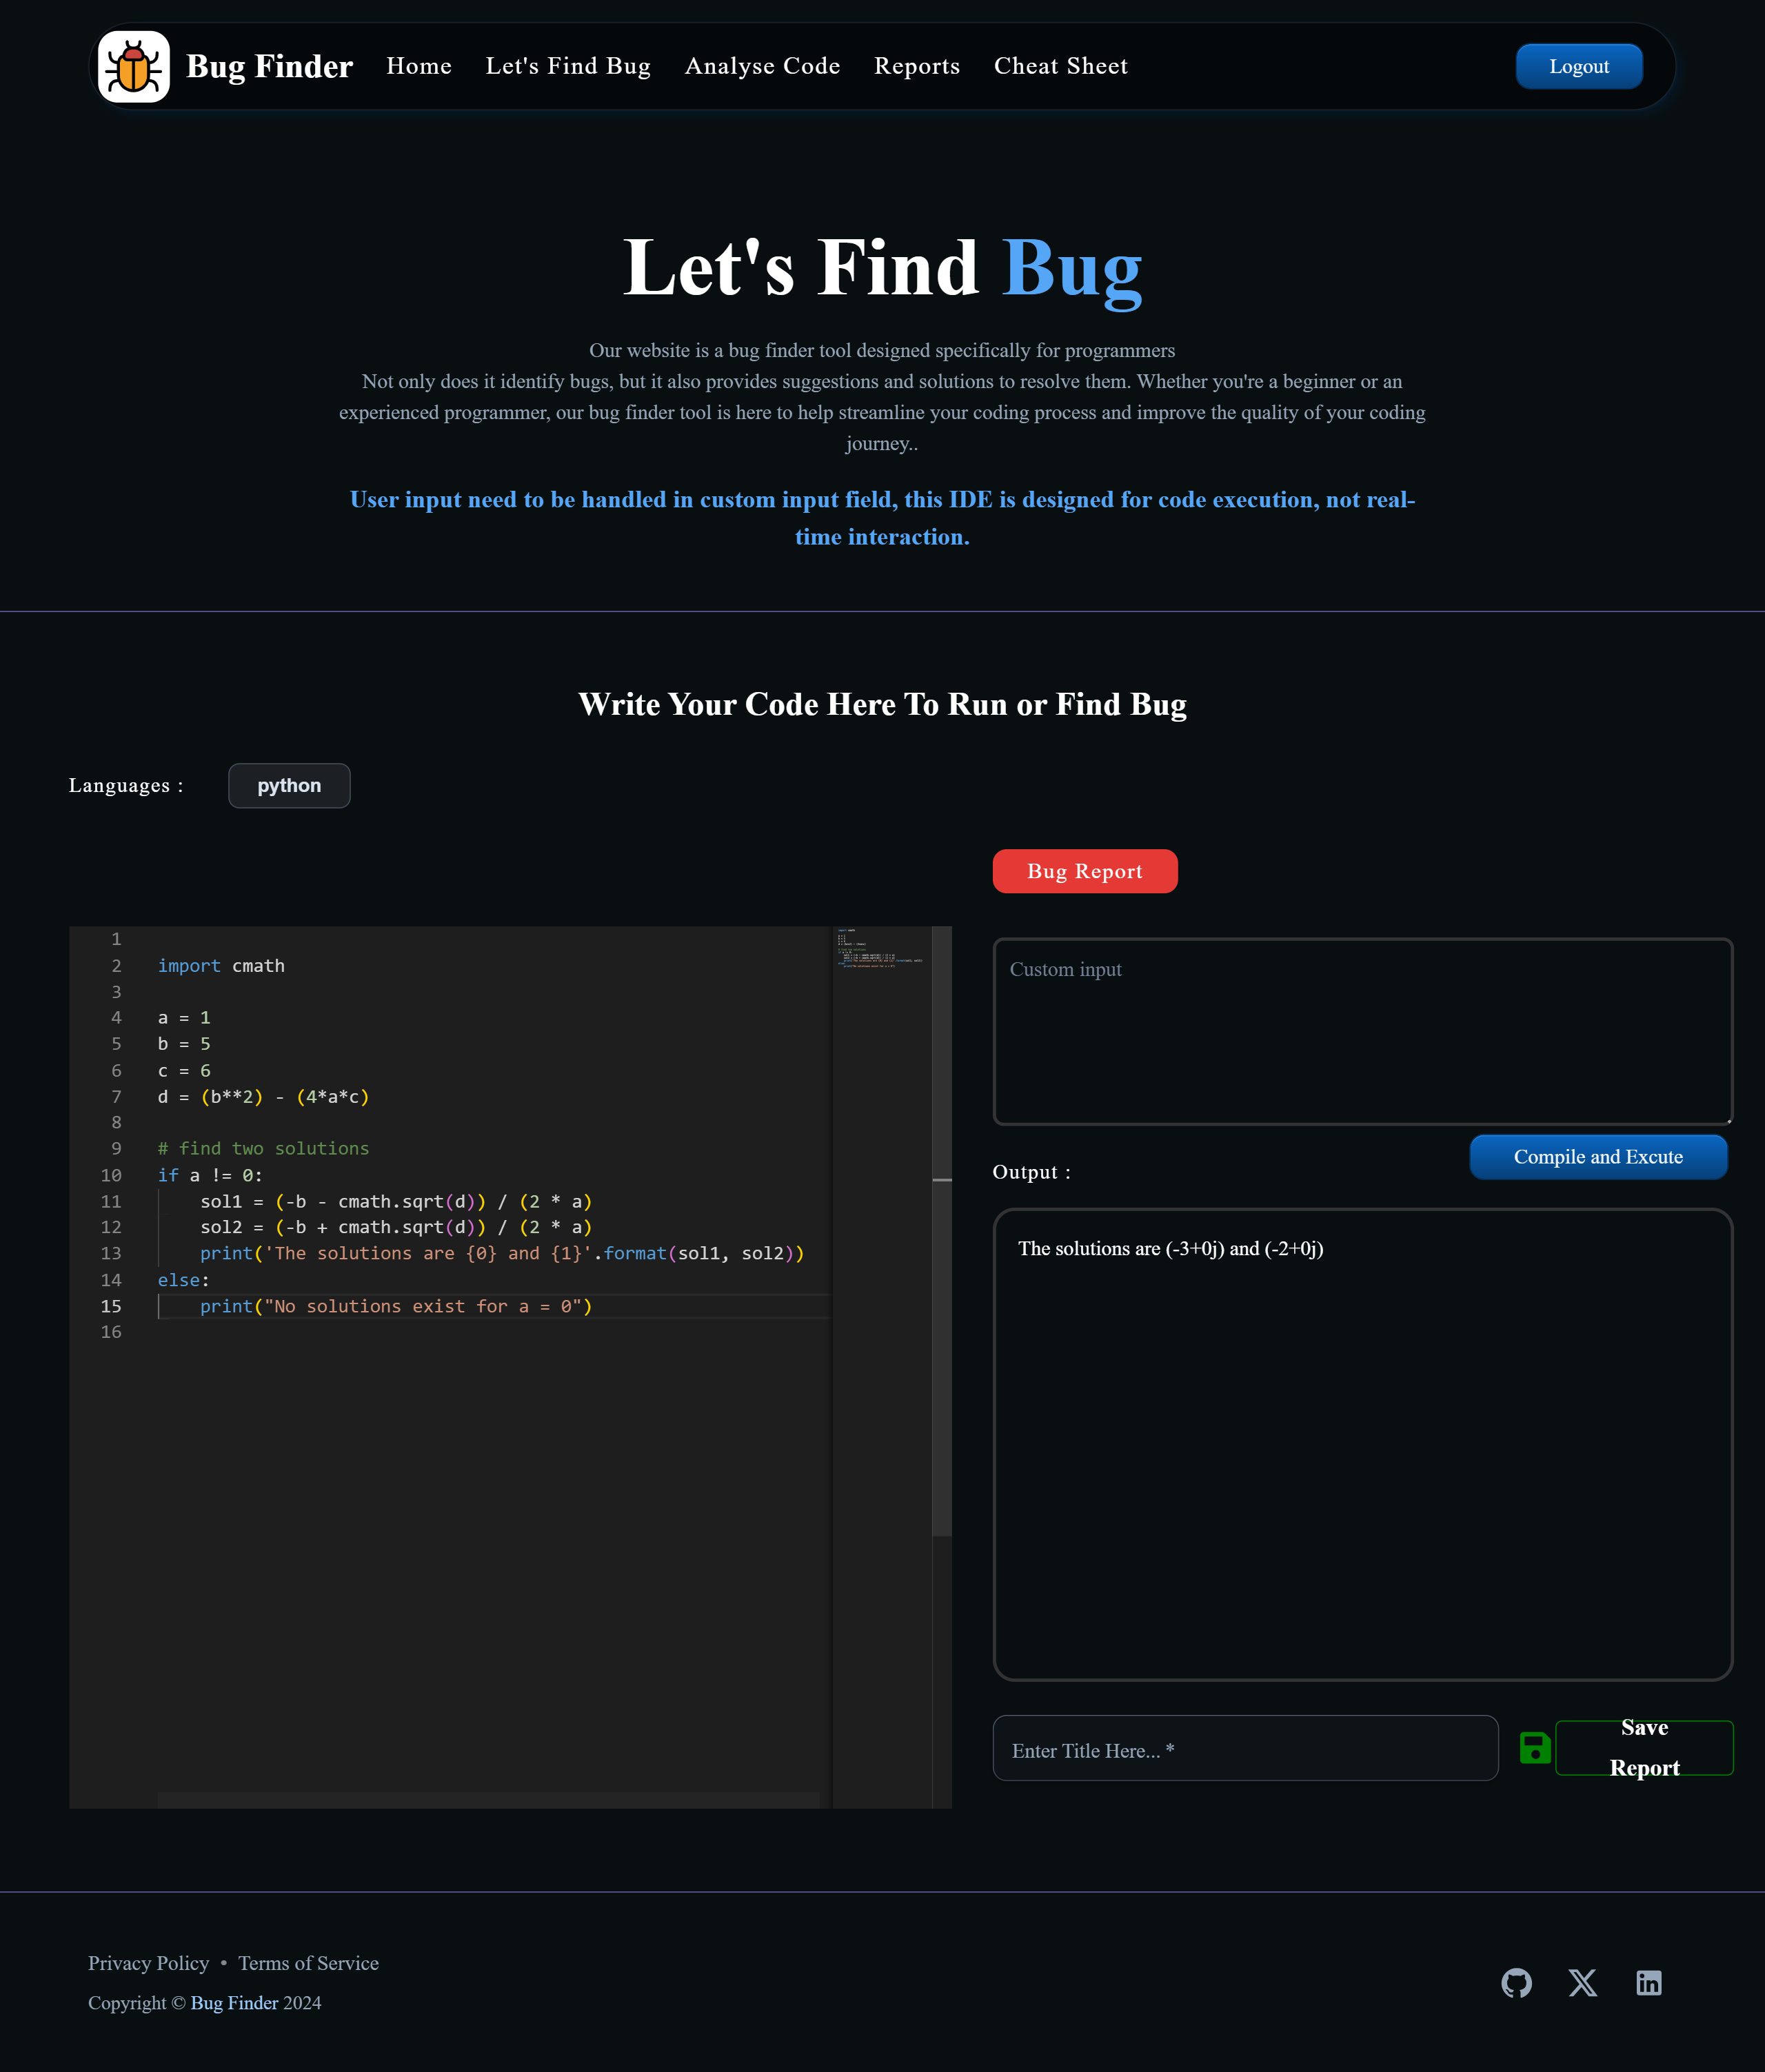 Bug Finder
Home
Let's Find Bug
Analyse Code
Reports
Cheat Sheet
Logout
Let's Find Bug
Our website is a bug finder tool designed specifically for programmers
Not only does it identify bugs, but it also provides suggestions and solutions to resolve them. Whether you're a beginner or an
experienced programmer, our bug finder tool is here to help streamline your coding process and improve the quality of your coding
journey..
User input need to be handled in custom input field, this IDE is designed for code execution, not real-
time interaction.
Write Your Code Here To Run or Find Bug
Languages :
python
Bug Report
1
2 import cmath
3
4 a = 1
5 b = 5
6 c = 6
7 d = (b**2) - (4*a*c)
8
9 # find two solutions
10 if a != 0:
11     sol1 = (-b - cmath.sqrt(d)) / (2 * a)
12     sol2 = (-b + cmath.sqrt(d)) / (2 * a)
13     print('The solutions are {0} and {1}'.format(sol1, sol2))
14 else:
15     print("No solutions exist for a = 0")
16
Custom input
Compile and Excute
Output :
The solutions are (-3+0j) and (-2+0j)
Enter Title Here... *
Save
Report
Privacy Policy • Terms of Service
Copyright © Bug Finder 2024